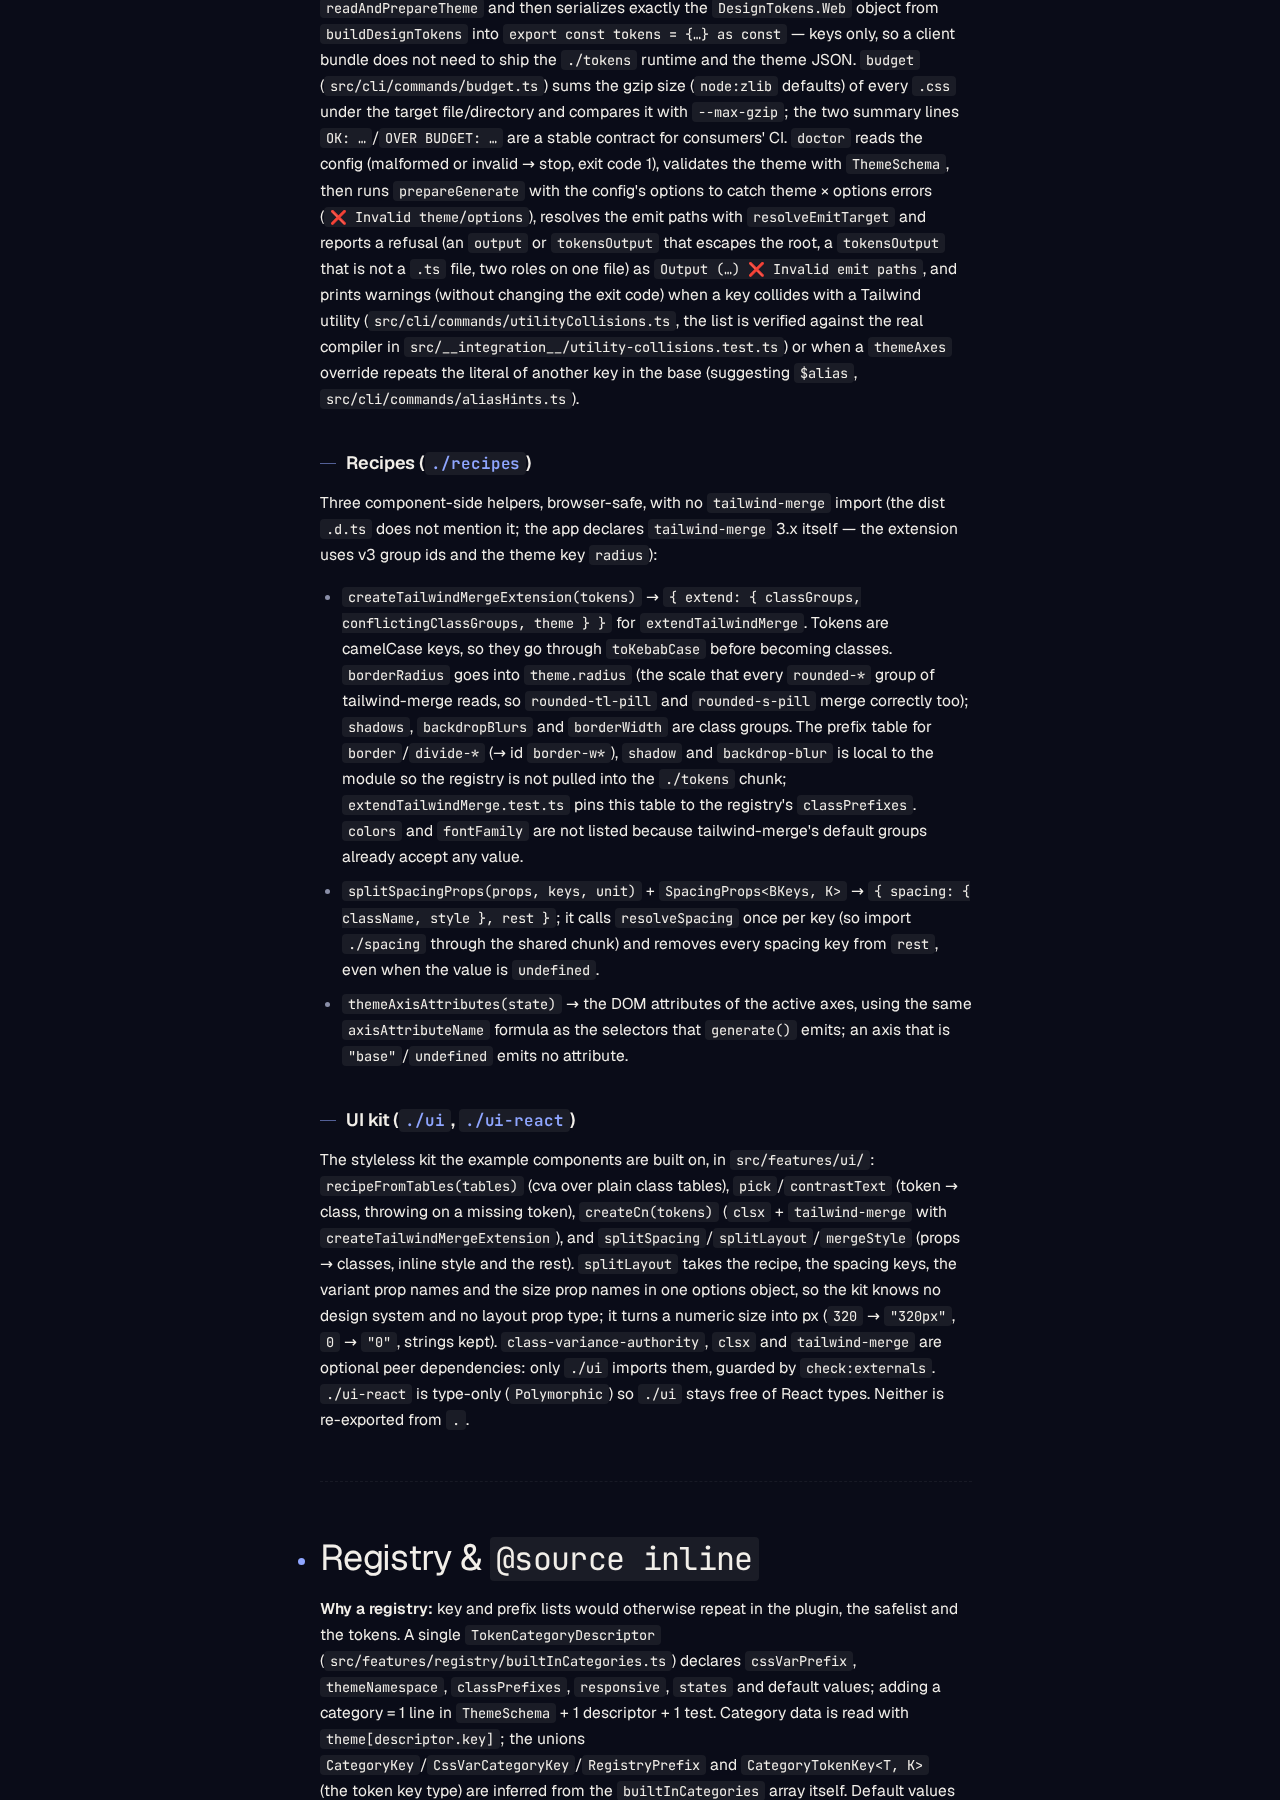 readAndPrepareTheme and then serializes exactly the DesignTokens.Web object from
buildDesignTokens into export const tokens = {…} as const — keys only, so a client
bundle does not need to ship the ./tokens runtime and the theme JSON. budget
(src/cli/commands/budget.ts) sums the gzip size (node:zlib defaults) of every .css
under the target file/directory and compares it with --max-gzip; the two summary lines
OK: …/OVER BUDGET: … are a stable contract for consumers' CI. doctor reads the
config (malformed or invalid → stop, exit code 1), validates the theme with ThemeSchema,
then runs prepareGenerate with the config's options to catch theme × options errors
(❌ Invalid theme/options), resolves the emit paths with resolveEmitTarget and
reports a refusal (an output or tokensOutput that escapes the root, a tokensOutput
that is not a .ts file, two roles on one file) as Output (…) ❌ Invalid emit paths, and
prints warnings (without changing the exit code) when a key collides with a Tailwind
utility (src/cli/commands/utilityCollisions.ts, the list is verified against the real
compiler in src/__integration__/utility-collisions.test.ts) or when a themeAxes
override repeats the literal of another key in the base (suggesting $alias,
src/cli/commands/aliasHints.ts).
— Recipes (./recipes)
Three component-side helpers, browser-safe, with no tailwind-merge import (the dist
.d.ts does not mention it; the app declares tailwind-merge 3.x itself — the extension
uses v3 group ids and the theme key radius):
• createTailwindMergeExtension(tokens) → { extend: { classGroups,
conflictingClassGroups, theme } } for extendTailwindMerge. Tokens are
camelCase keys, so they go through toKebabCase before becoming classes.
borderRadius goes into theme.radius (the scale that every rounded-* group of
tailwind-merge reads, so rounded-tl-pill and rounded-s-pill merge correctly too);
shadows, backdropBlurs and borderWidth are class groups. The prefix table for
border/divide-* (→ id border-w*), shadow and backdrop-blur is local to the
module so the registry is not pulled into the ./tokens chunk;
extendTailwindMerge.test.ts pins this table to the registry's classPrefixes.
colors and fontFamily are not listed because tailwind-merge's default groups
already accept any value.
• splitSpacingProps(props, keys, unit) + SpacingProps<BKeys, K> → { spacing: {
className, style }, rest }; it calls resolveSpacing once per key (so import
./spacing through the shared chunk) and removes every spacing key from rest,
even when the value is undefined.
• themeAxisAttributes(state) → the DOM attributes of the active axes, using the same
axisAttributeName formula as the selectors that generate() emits; an axis that is
"base"/undefined emits no attribute.
— UI kit (./ui, ./ui-react)
The styleless kit the example components are built on, in src/features/ui/:
recipeFromTables(tables) (cva over plain class tables), pick/contrastText (token →
class, throwing on a missing token), createCn(tokens) (clsx + tailwind-merge with
createTailwindMergeExtension), and splitSpacing/splitLayout/mergeStyle (props
→ classes, inline style and the rest). splitLayout takes the recipe, the spacing keys, the
variant prop names and the size prop names in one options object, so the kit knows no
design system and no layout prop type; it turns a numeric size into px (320 → "320px",
0 → "0", strings kept). class-variance-authority, clsx and tailwind-merge are
optional peer dependencies: only ./ui imports them, guarded by check:externals.
./ui-react is type-only (Polymorphic) so ./ui stays free of React types. Neither is
re-exported from ..
• Registry & @source inline
Why a registry: key and prefix lists would otherwise repeat in the plugin, the safelist and
the tokens. A single TokenCategoryDescriptor
(src/features/registry/builtInCategories.ts) declares cssVarPrefix,
themeNamespace, classPrefixes, responsive, states and default values; adding a
category = 1 line in ThemeSchema + 1 descriptor + 1 test. Category data is read with
theme[descriptor.key]; the unions
CategoryKey/CssVarCategoryKey/RegistryPrefix and CategoryTokenKey<T, K>
(the token key type) are inferred from the builtInCategories array itself. Default values